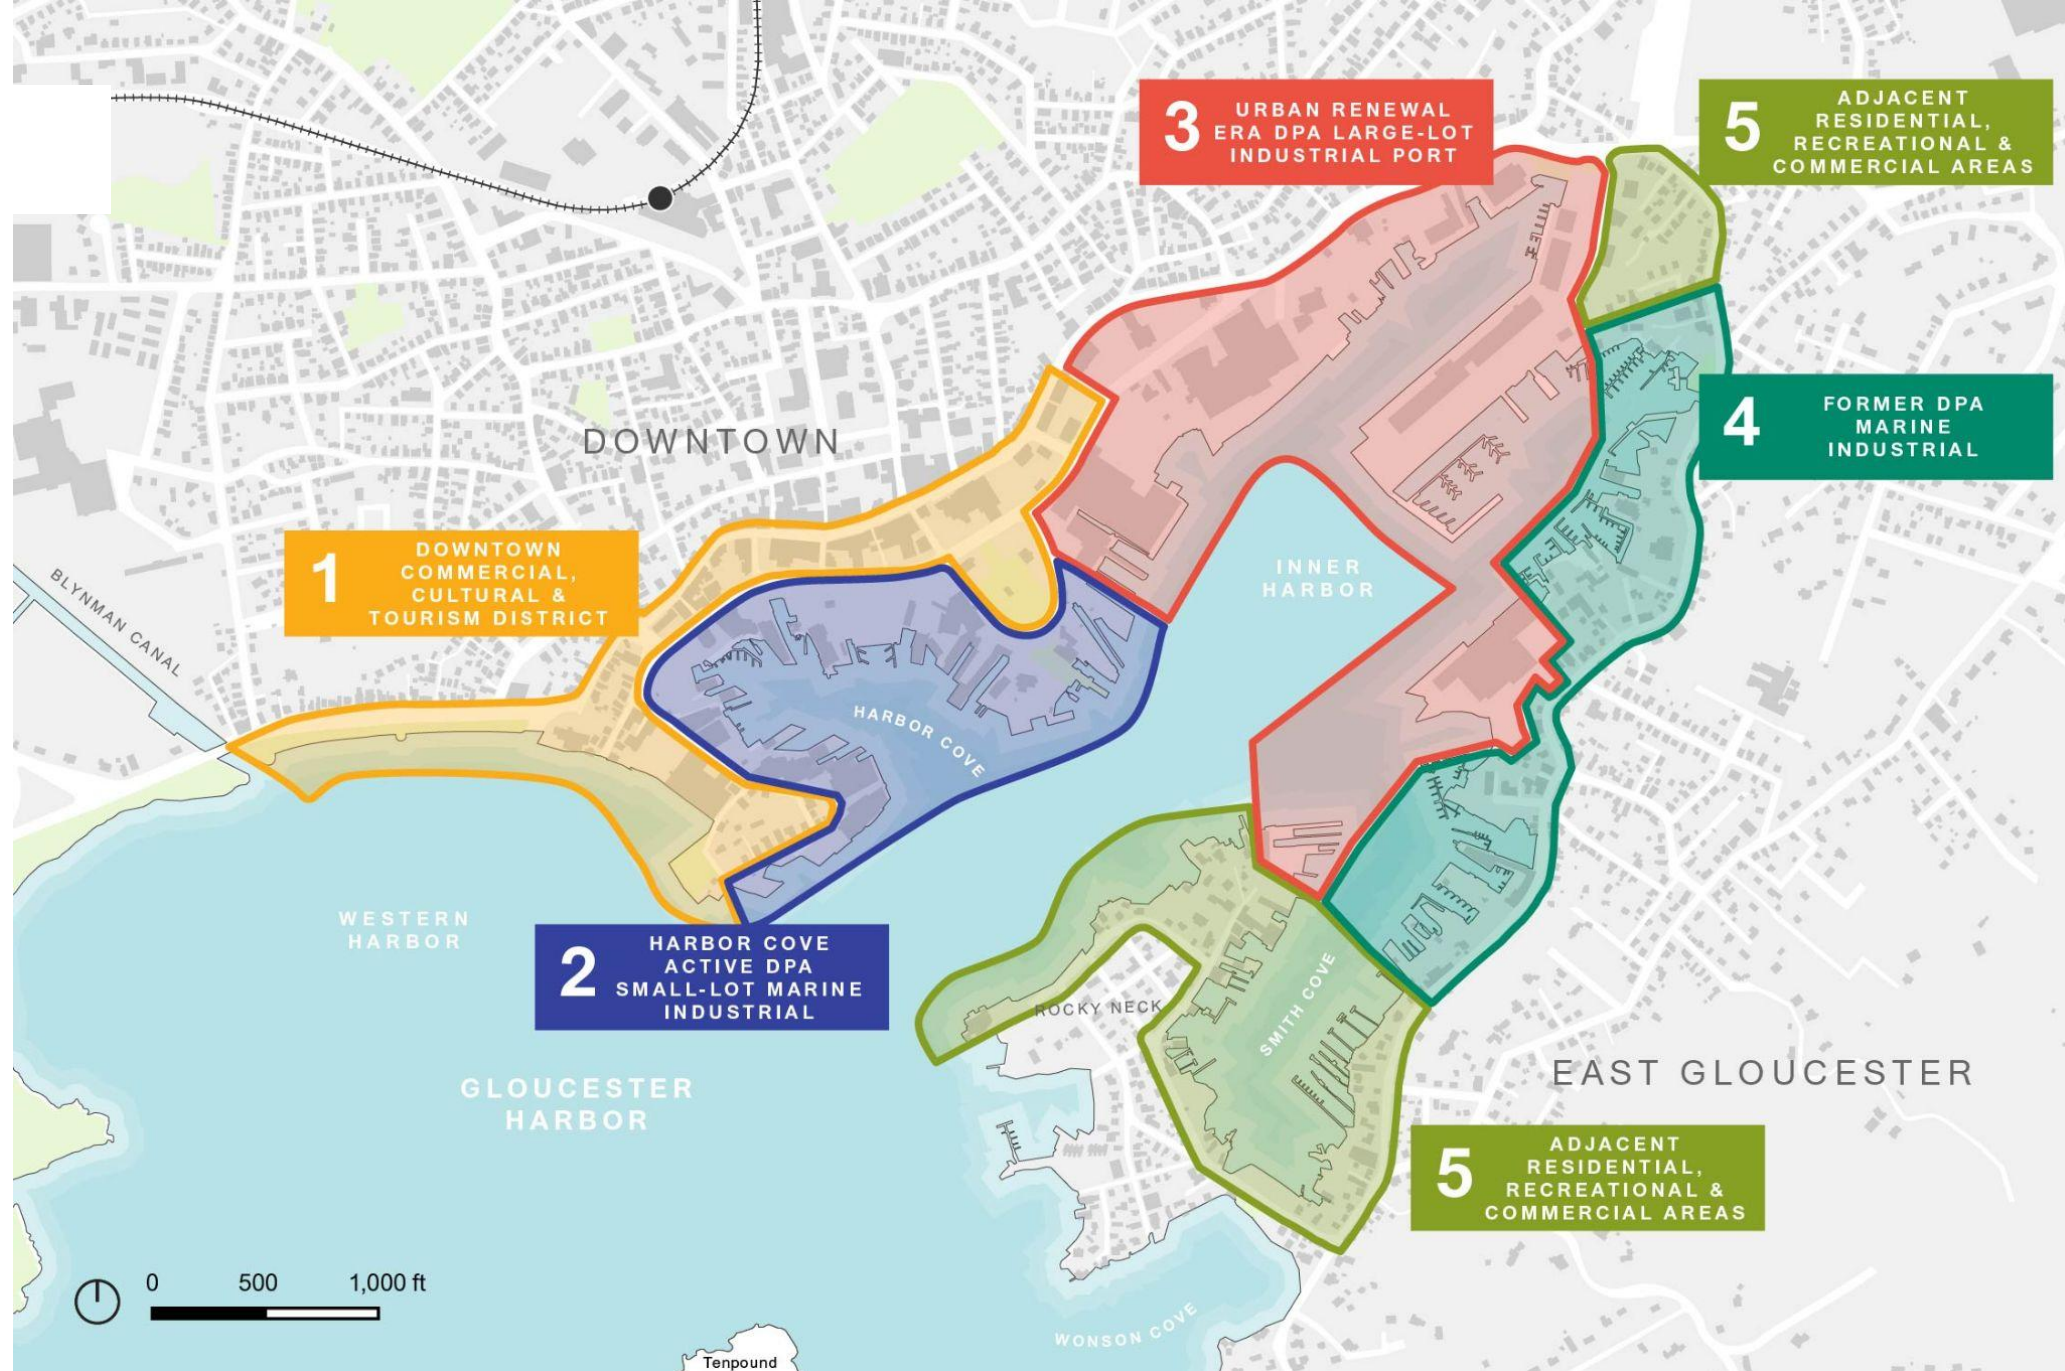 3
URBAN RENEWAL
ERA DPA LARGE-LOT
INDUSTRIAL PORT
5
ADJACENT
RESIDENTIAL,
RECREATIONAL &
COMMERCIAL AREAS
4
FORMER DPA
MARINE
INDUSTRIAL
DOWNTOWN
1
DOWNTOWN
COMMERCIAL,
CULTURAL &
TOURISM DISTRICT
INNER
HARBOR
BLYNMAN CANAL
HARBOR COVE
WESTERN
HARBOR
2
HARBOR COVE
ACTIVE DPA
SMALL-LOT MARINE
INDUSTRIAL
ROCKY NECK
SMITH COVE
GLOUCESTER
HARBOR
EAST GLOUCESTER
5
ADJACENT
RESIDENTIAL,
RECREATIONAL &
COMMERCIAL AREAS
0 500 1,000 ft
WONSON COVE
Tenpound